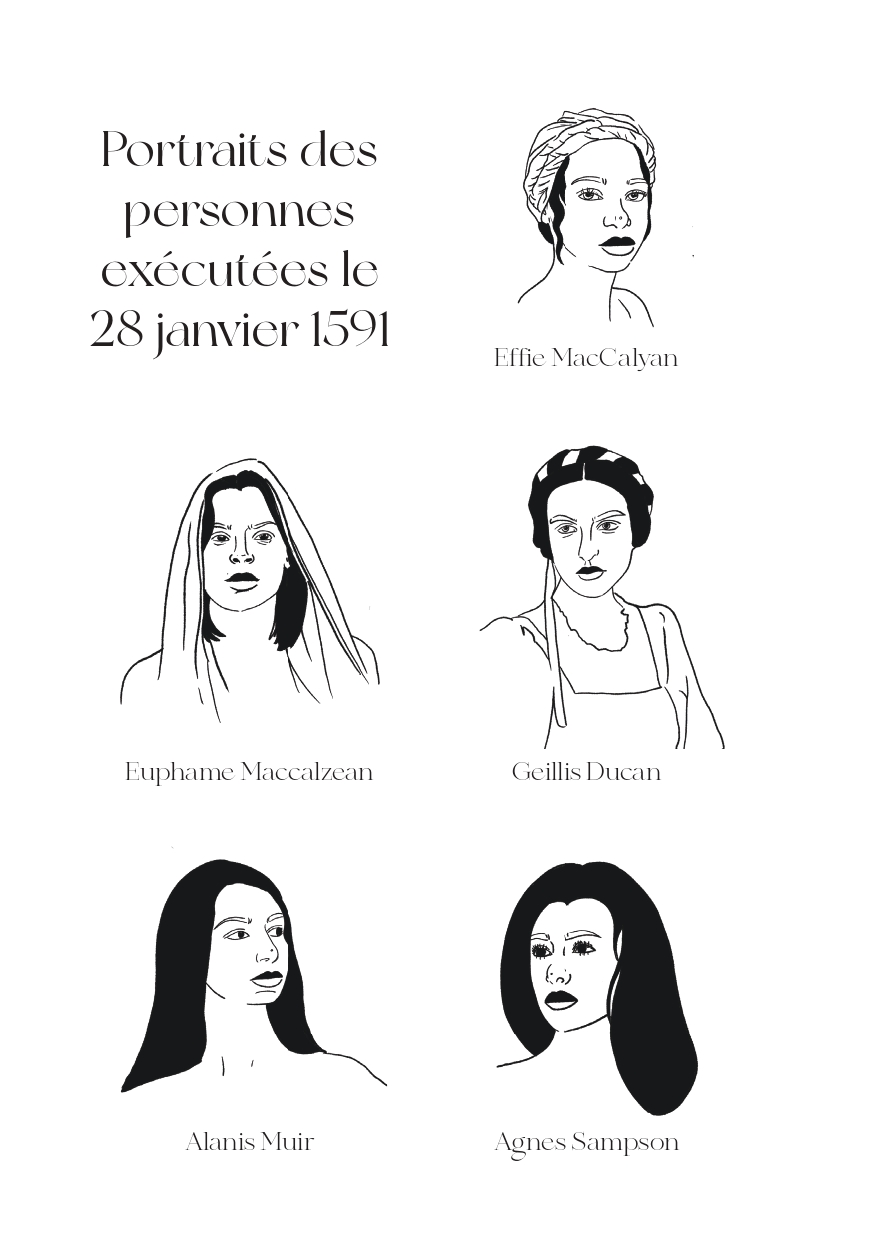 Portraits des
personnes
exécutées le
28 janvier 1591
Effie MacCalyan
Euphame Maccalzean
Geillis Ducan
Alanis Muir
Agnes Sampson